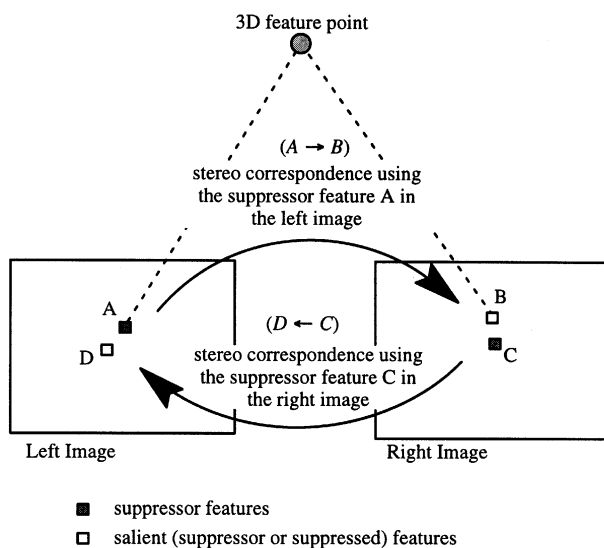 3D feature point
(A → B)
stereo correspondence using
the suppressor feature A in
the left image
A
B
(D ← C)
D
stereo correspondence using
the suppressor feature C in
the right image
C
Left Image
Right Image
suppressor features
salient (suppressor or suppressed) features